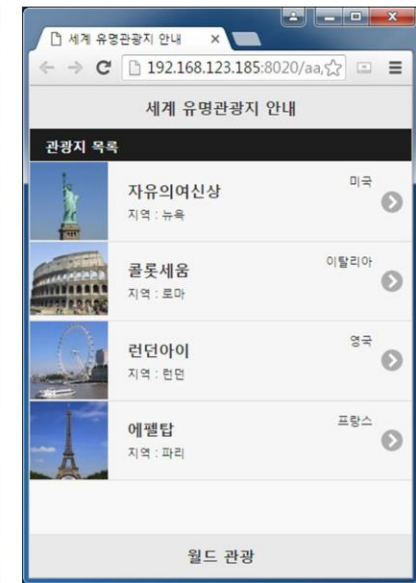 세계 유명관광지 안내
192.168.123.185:8020/aa,
세계 유명관광지 안내
관광지 목록
자유의여신상
미국
지역 : 뉴욕
콜롯세움
이탈리아
지역 : 로마
런던아이
영국
지역 : 런던
에펠탑
프랑스
지역 : 파리
월드 관광